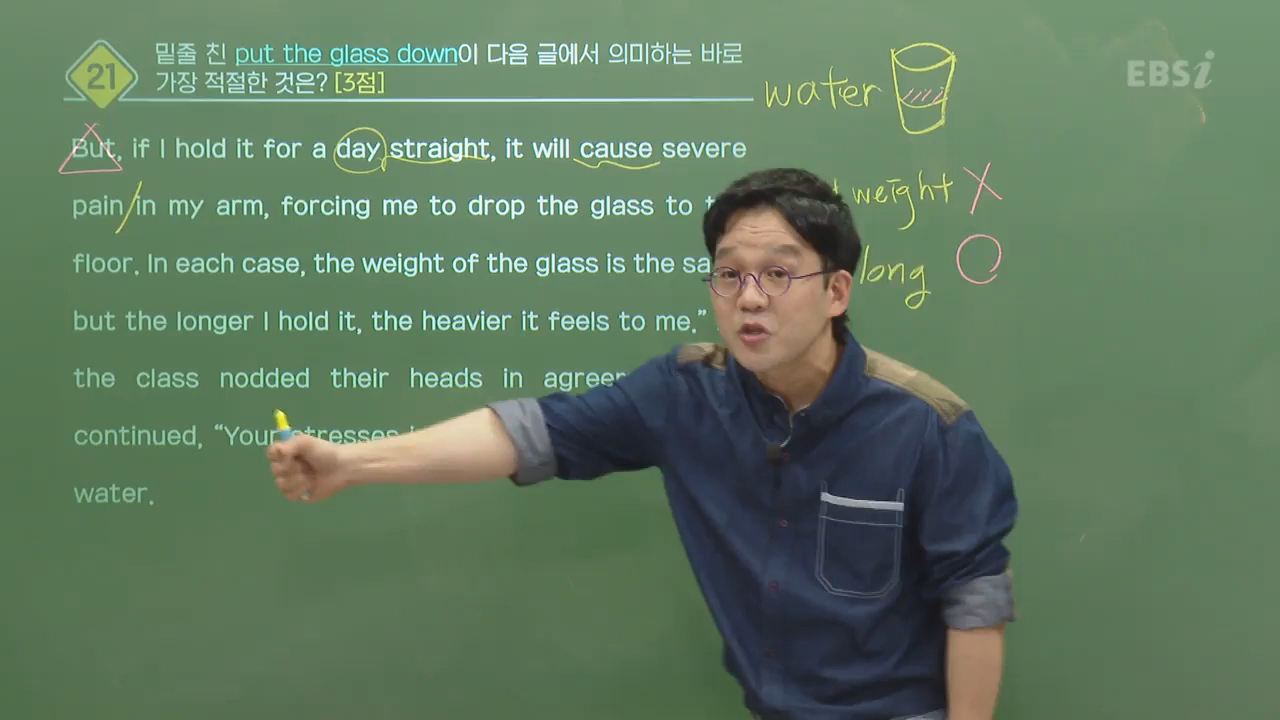 21
밑줄 친 put the glass down이 다음 글에서 의미하는 바로
가장 적절한 것은? [3점]
water
EBSi
But, if I hold it for a day straight, it will cause severe
pain in my arm, forcing me to drop the glass to
weight X
floor. In each case, the weight of the glass is the
long O
but the longer I hold it, the heavier it feels to me."
the class nodded their heads in
continued, "Your stresses
water.